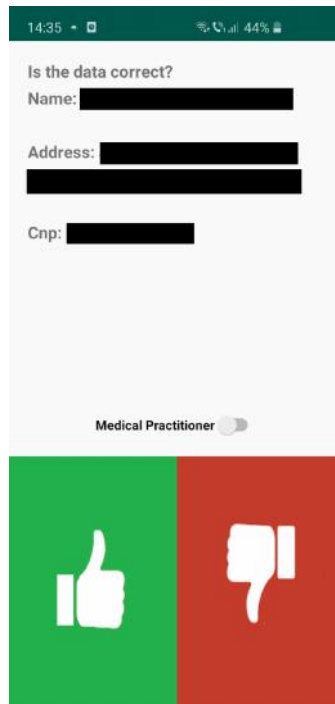 14:35
44%
Is the data correct?
Name:
Address:
Cnp:
Medical Practitioner